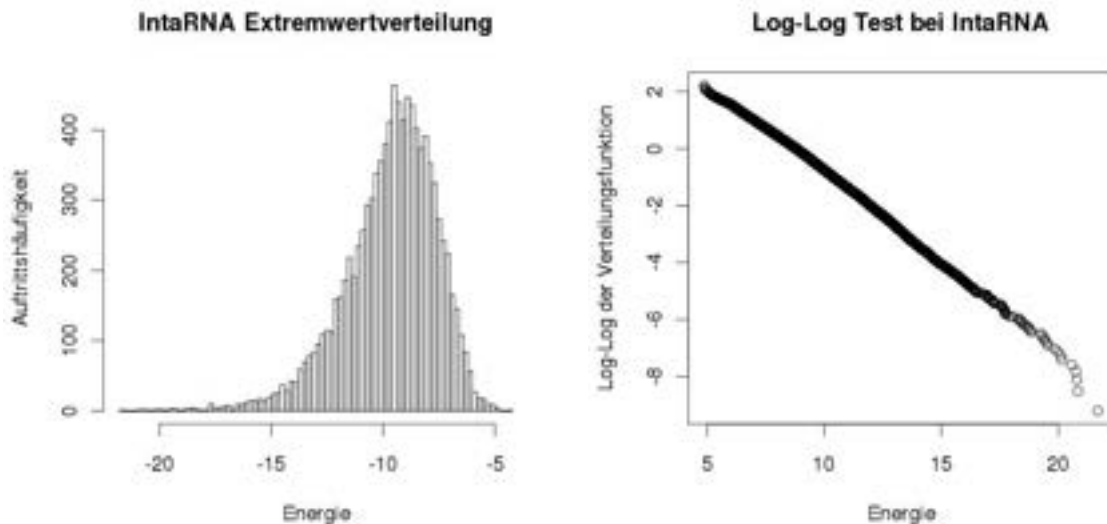 IntaRNA Extremwertverteilung
Auftrittshäufigkeit
400
300
200
100
0
-20 -15 -10 -5
Energie
Log-Log Test bei IntaRNA
Log-Log der Verteilungsfunktion
2
0
-2
-4
-6
-8
5 10 15 20
Energie